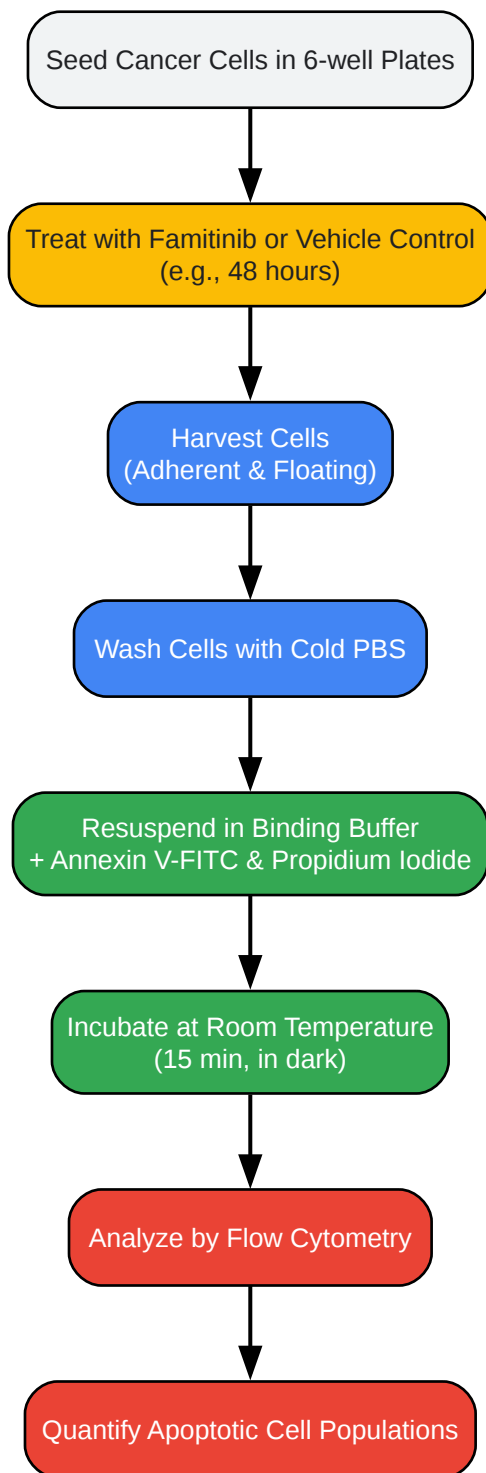 Seed Cancer Cells in 6-well Plates
Treat with Famitinib or Vehicle Control
(e.g., 48 hours)
Harvest Cells
(Adherent & Floating)
Wash Cells with Cold PBS
Resuspend in Binding Buffer
+ Annexin V-FITC & Propidium Iodide
Incubate at Room Temperature
(15 min, in dark)
Analyze by Flow Cytometry
Quantify Apoptotic Cell Populations